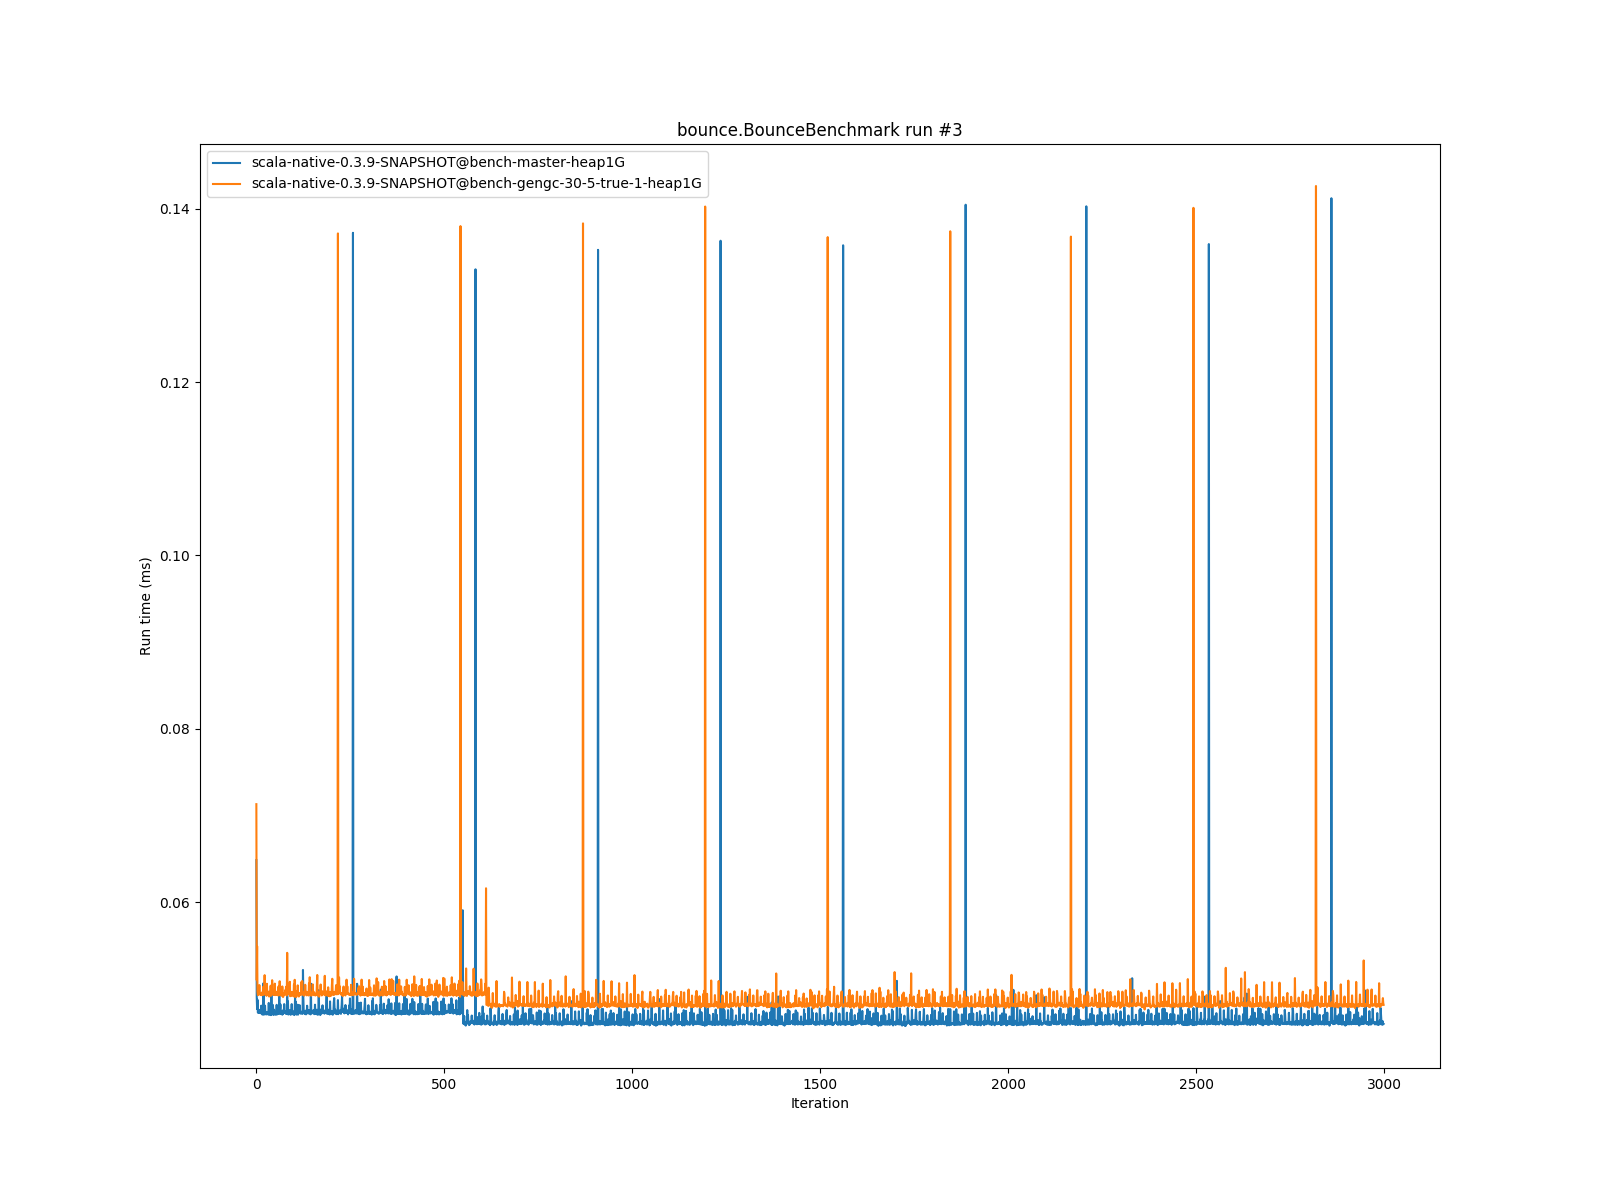 bounce.BounceBenchmark run #3
scala-native-0.3.9-SNAPSHOT@bench-master-heap1G
scala-native-0.3.9-SNAPSHOT@bench-gengc-30-5-true-1-heap1G
0.14
0.12
0.10
0.08
0.06
Run time (ms)
0 500 1000 1500 2000 2500 3000
Iteration